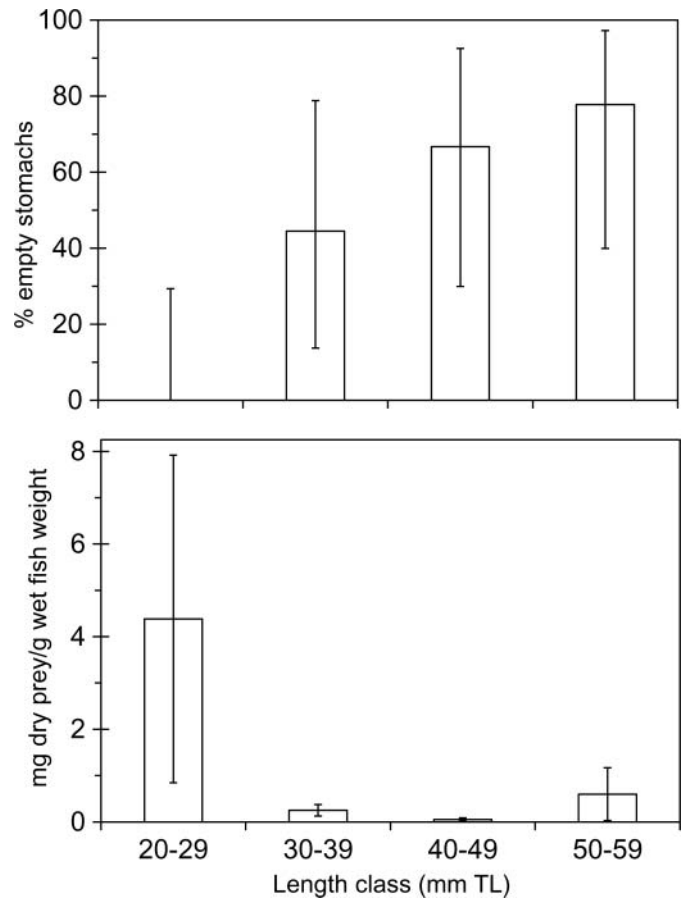 100
80
60
40
20
0
% empty stomachs
8
6
4
2
0
mg dry prey/g wet fish weight
20-29 30-39 40-49 50-59
Length class (mm TL)